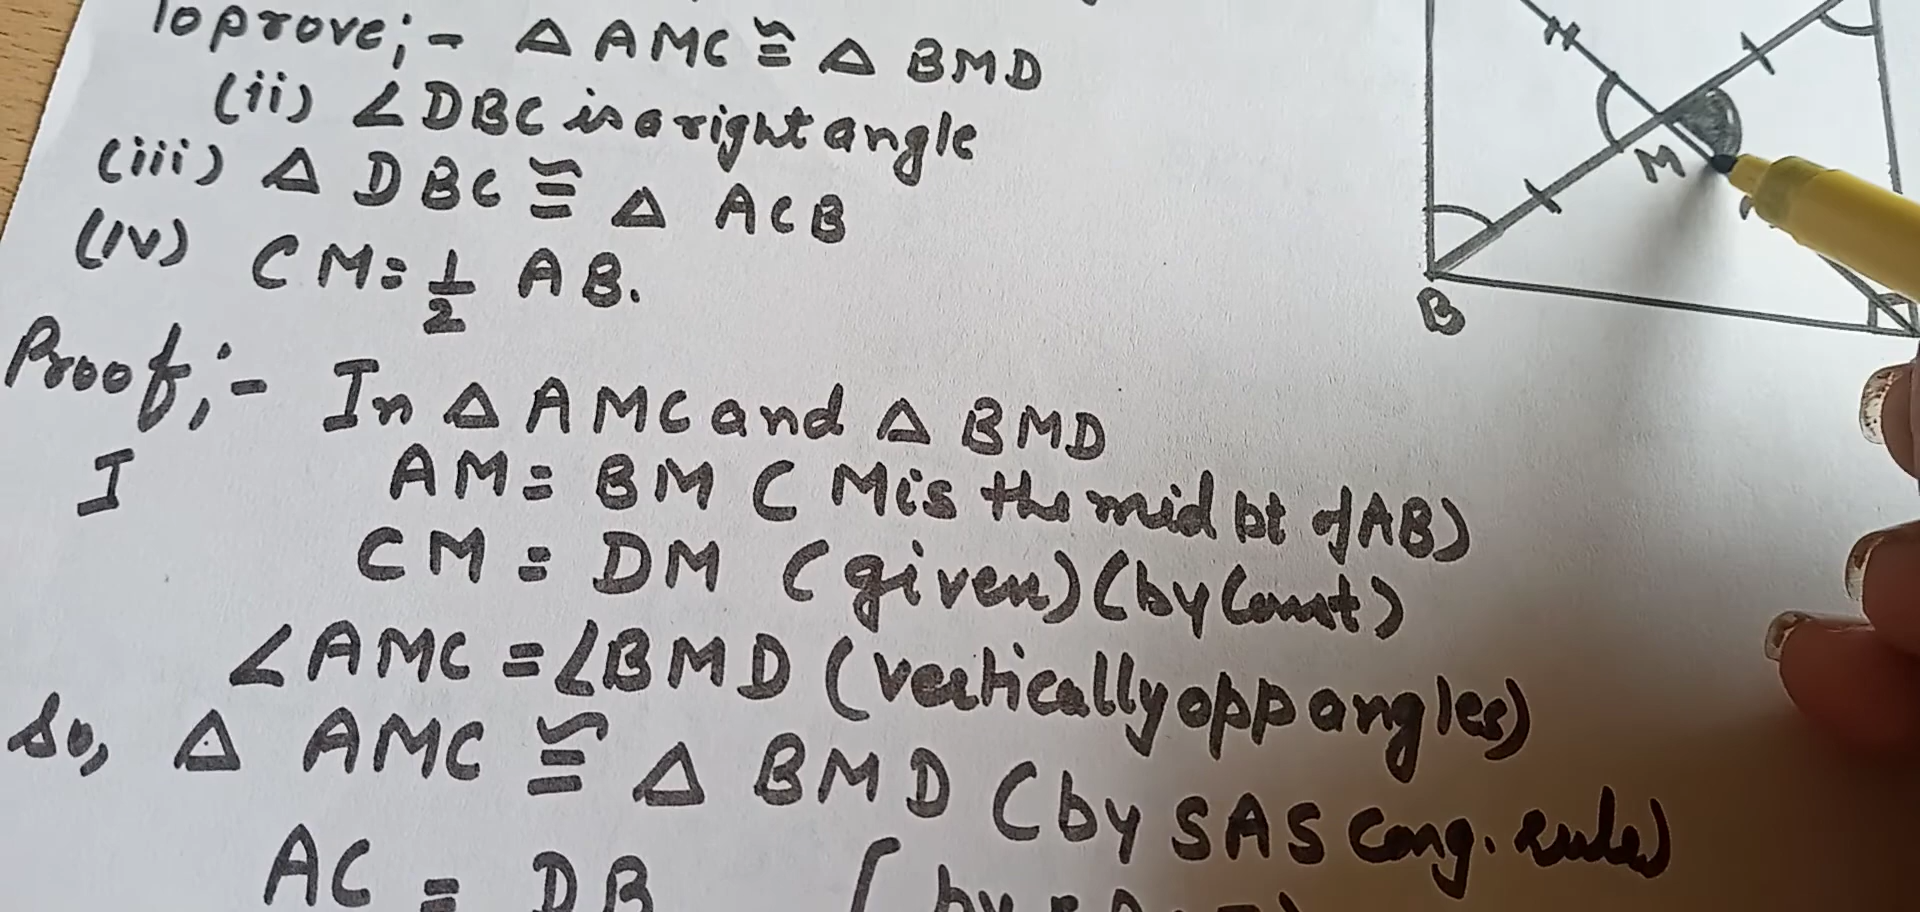 To prove;- △ AMC ≅ △ BMD
(ii) ∠DBC is a right angle
(iii) △ DBC ≅ △ ACB
(iv) CM = 1/2 AB.
Proof;- In △ AMC and △ BMD
I AM = BM (M is the mid pt of AB)
CM = DM (given) (by Const)
∠AMC = ∠BMD (vertically opp angles)
So, △ AMC ≅ △ BMD (by SAS Cong. rule)
AC = DB
M
B